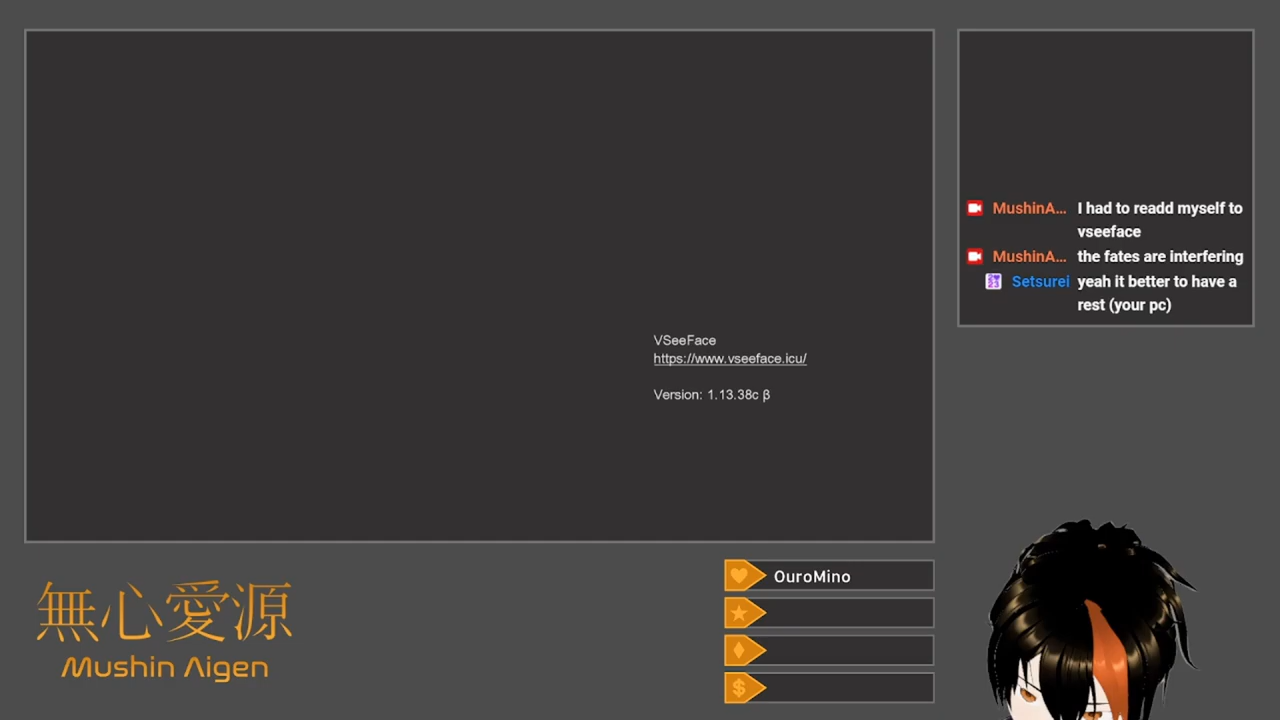 MushinA... I had to readd myself to
vseeface
MushinA... the fates are interfering
Setsurei yeah it better to have a
rest (your pc)
VSeeFace
https://www.vseeface.icu/
Version: 1.13.38c β
無心愛源
Mushin Aigen
OuroMino
$